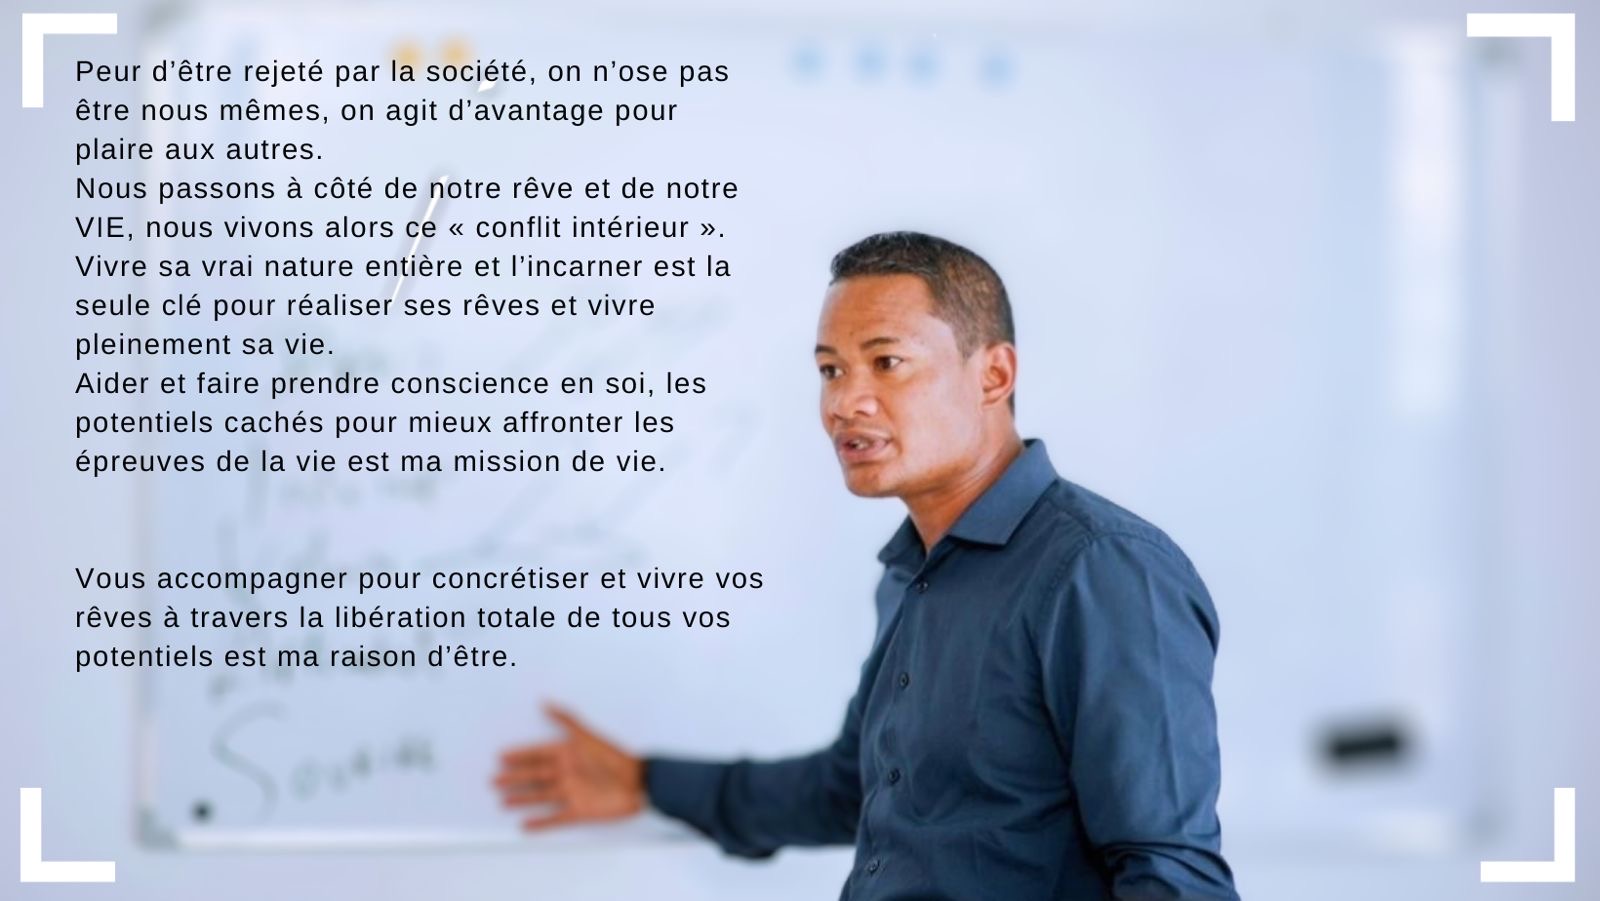 Peur d’être rejeté par la société, on n’ose pas
être nous mêmes, on agit d’avantage pour
plaire aux autres.
Nous passons à côté de notre rêve et de notre
VIE, nous vivons alors ce « conflit intérieur ».
Vivre sa vrai nature entière et l’incarner est la
seule clé pour réaliser ses rêves et vivre
pleinement sa vie.
Aider et faire prendre conscience en soi, les
potentiels cachés pour mieux affronter les
épreuves de la vie est ma mission de vie.
Vous accompagner pour concrétiser et vivre vos
rêves à travers la libération totale de tous vos
potentiels est ma raison d’être.